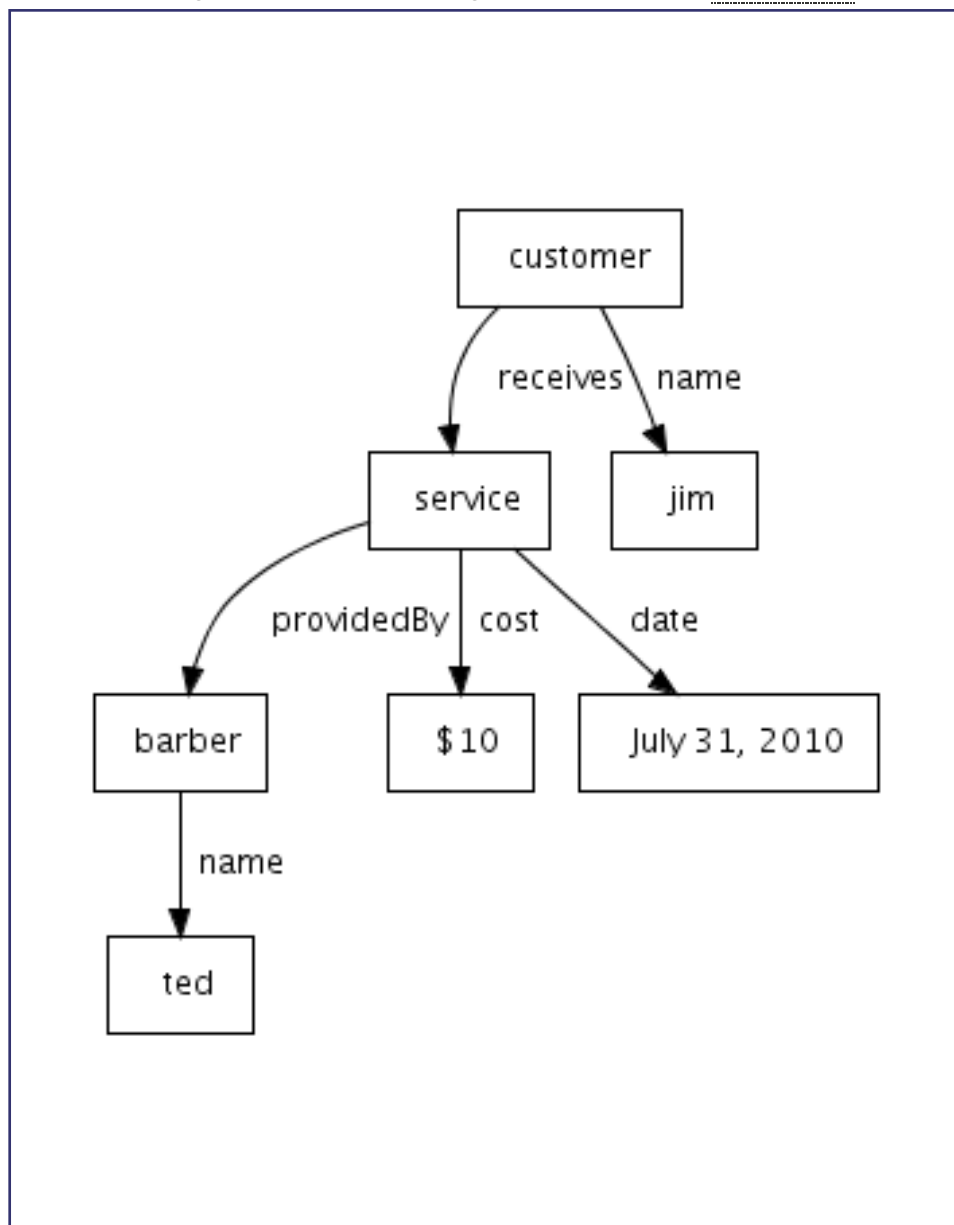 customer
receives name
service jim
providedBy cost date
barber $10 July 31, 2010
name
ted